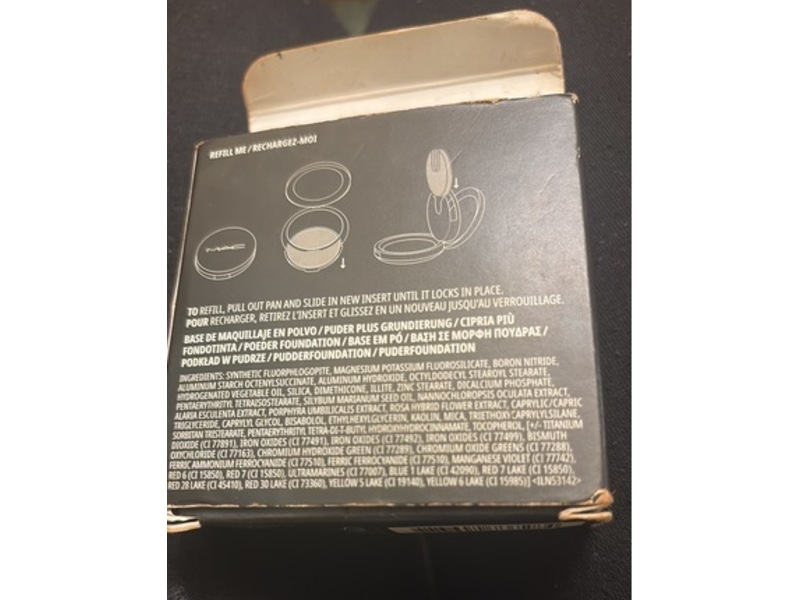 REFILL ME / RECHARGEZ-MOI
MAC
TO REFILL, PULL OUT PAN AND SLIDE IN NEW INSERT UNTIL IT LOCKS IN PLACE.
POUR RECHARGER, RETIREZ L'INSERT ET GLISSEZ EN UN NOUVEAU JUSQU'AU VERROUILLAGE.
BASE DE MAQUILLAJE EN POLVO / PUDER PLUS GRUNDIERUNG / CIPRIA PIÙ
FONDOTINTA / POEDER FOUNDATION / BASE EM PÓ / ΒΑΣΗ ΣΕ ΜΟΡΦΗ ΠΟΥΔΡΑΣ /
PODKŁAD W PUDRZE / PUDDERFOUNDATION / PUDERFOUNDATION
INGREDIENTS: SYNTHETIC FLUORPHLOGOPITE, MAGNESIUM POTASSIUM FLUOROSILICATE, BORON NITRIDE,
ALUMINUM STARCH OCTENYLSUCCINATE, ALUMINUM HYDROXIDE, OCTYLDODECYL STEAROYL STEARATE,
HYDROGENATED VEGETABLE OIL, SILICA, DIMETHICONE, ILLITE, ZINC STEARATE, DICALCIUM PHOSPHATE,
PENTAERYTHRITYL TETRAISOSTEARATE, SILYBUM MARIANUM SEED OIL, NANNOCHLOROPSIS OCULATA EXTRACT,
ALARIA ESCULENTA EXTRACT, PORPHYRA UMBILICALIS EXTRACT, ROSA HYBRID FLOWER EXTRACT, CAPRYLIC/CAPRIC
TRIGLYCERIDE, CAPRYLYL GLYCOL, BISABOLOL, ETHYLHEXYLGLYCERIN, KAOLIN, MICA, TRIETHOXYCAPRYLYLSILANE,
SORBITAN TRISTEARATE, PENTAERYTHRITYL TETRA-DI-T-BUTYL HYDROXYHYDROCINNAMATE, TOCOPHEROL, [+/- TITANIUM
DIOXIDE (CI 77891), IRON OXIDES (CI 77491), IRON OXIDES (CI 77492), IRON OXIDES (CI 77499), BISMUTH
OXYCHLORIDE (CI 77163), CHROMIUM HYDROXIDE GREEN (CI 77289), CHROMIUM OXIDE GREENS (CI 77288),
FERRIC AMMONIUM FERROCYANIDE (CI 77510), FERRIC FERROCYANIDE (CI 77510), MANGANESE VIOLET (CI 77742),
RED 6 (CI 15850), RED 7 (CI 15850), ULTRAMARINES (CI 77007), BLUE 1 LAKE (CI 42090), RED 7 LAKE (CI 15850),
RED 28 LAKE (CI 45410), RED 30 LAKE (CI 73360), YELLOW 5 LAKE (CI 19140), YELLOW 6 LAKE (CI 15985)] <ILN53142>